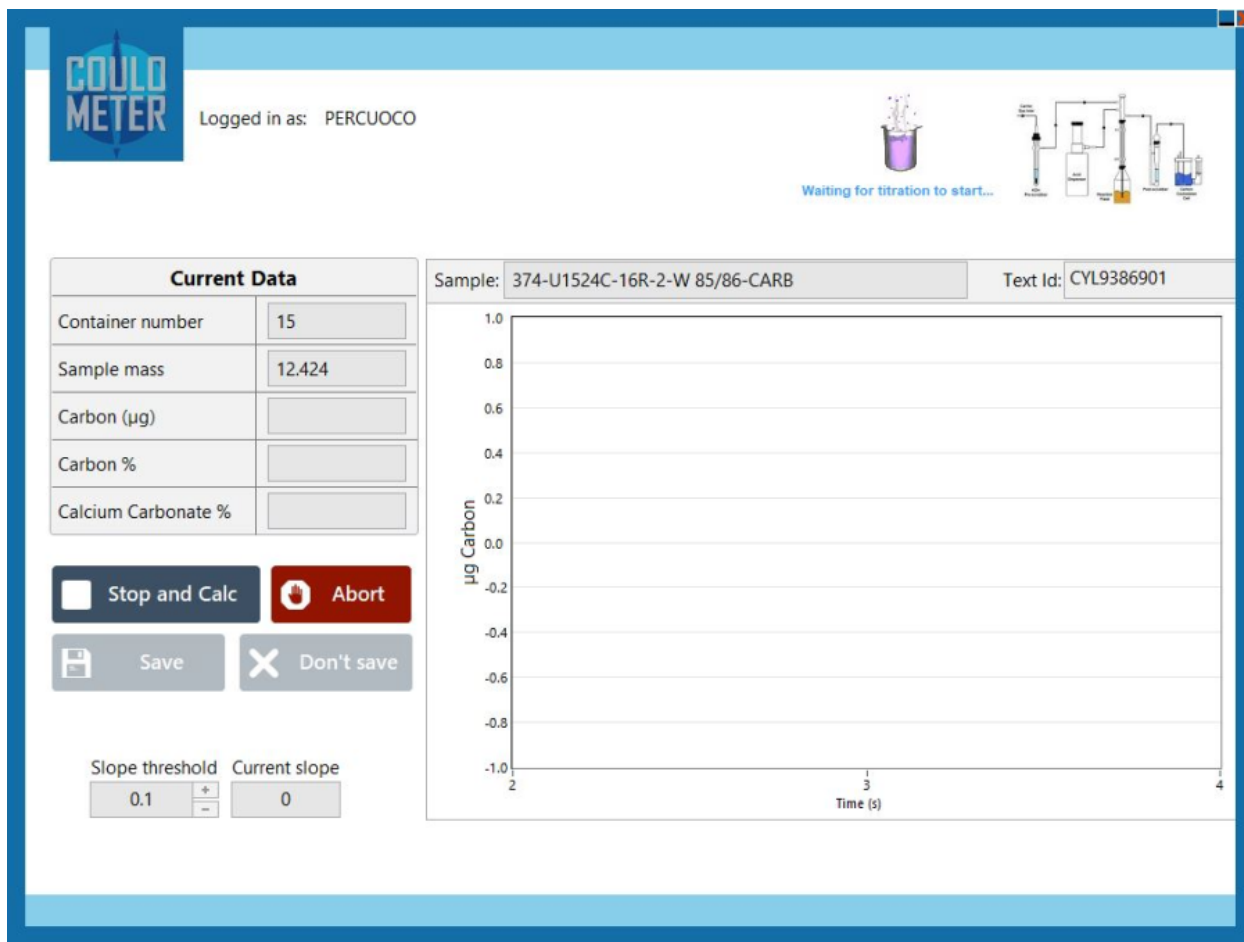 COULO
METER
Logged in as: PERCUOCO
Waiting for titration to start...
Current Data
Container number 15
Sample mass 12.424
Carbon (µg)
Carbon %
Calcium Carbonate %
Stop and Calc
Abort
Save
Don't save
Slope threshold Current slope
0.1 + − 0
Sample: 374-U1524C-16R-2-W 85/86-CARB Text Id: CYL9386901
µg Carbon
1.0
0.8
0.6
0.4
0.2
0.0
-0.2
-0.4
-0.6
-0.8
-1.0
2 3 4
Time (s)